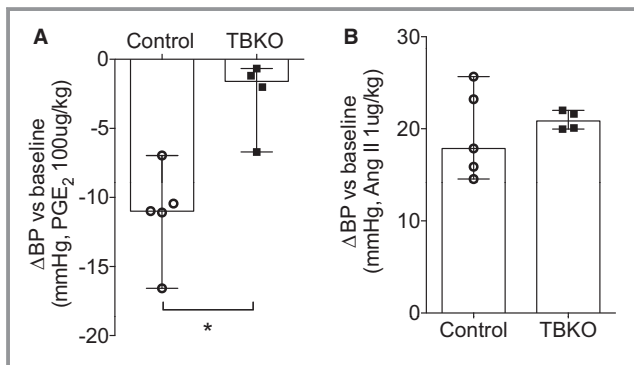 A
Control TBKO
0
-5
-10
-15
-20
ΔBP vs baseline
(mmHg, PGE₂ 100ug/kg)
*
B
30
20
10
0
ΔBP vs baseline
(mmHg, Ang II 1ug/kg)
Control TBKO